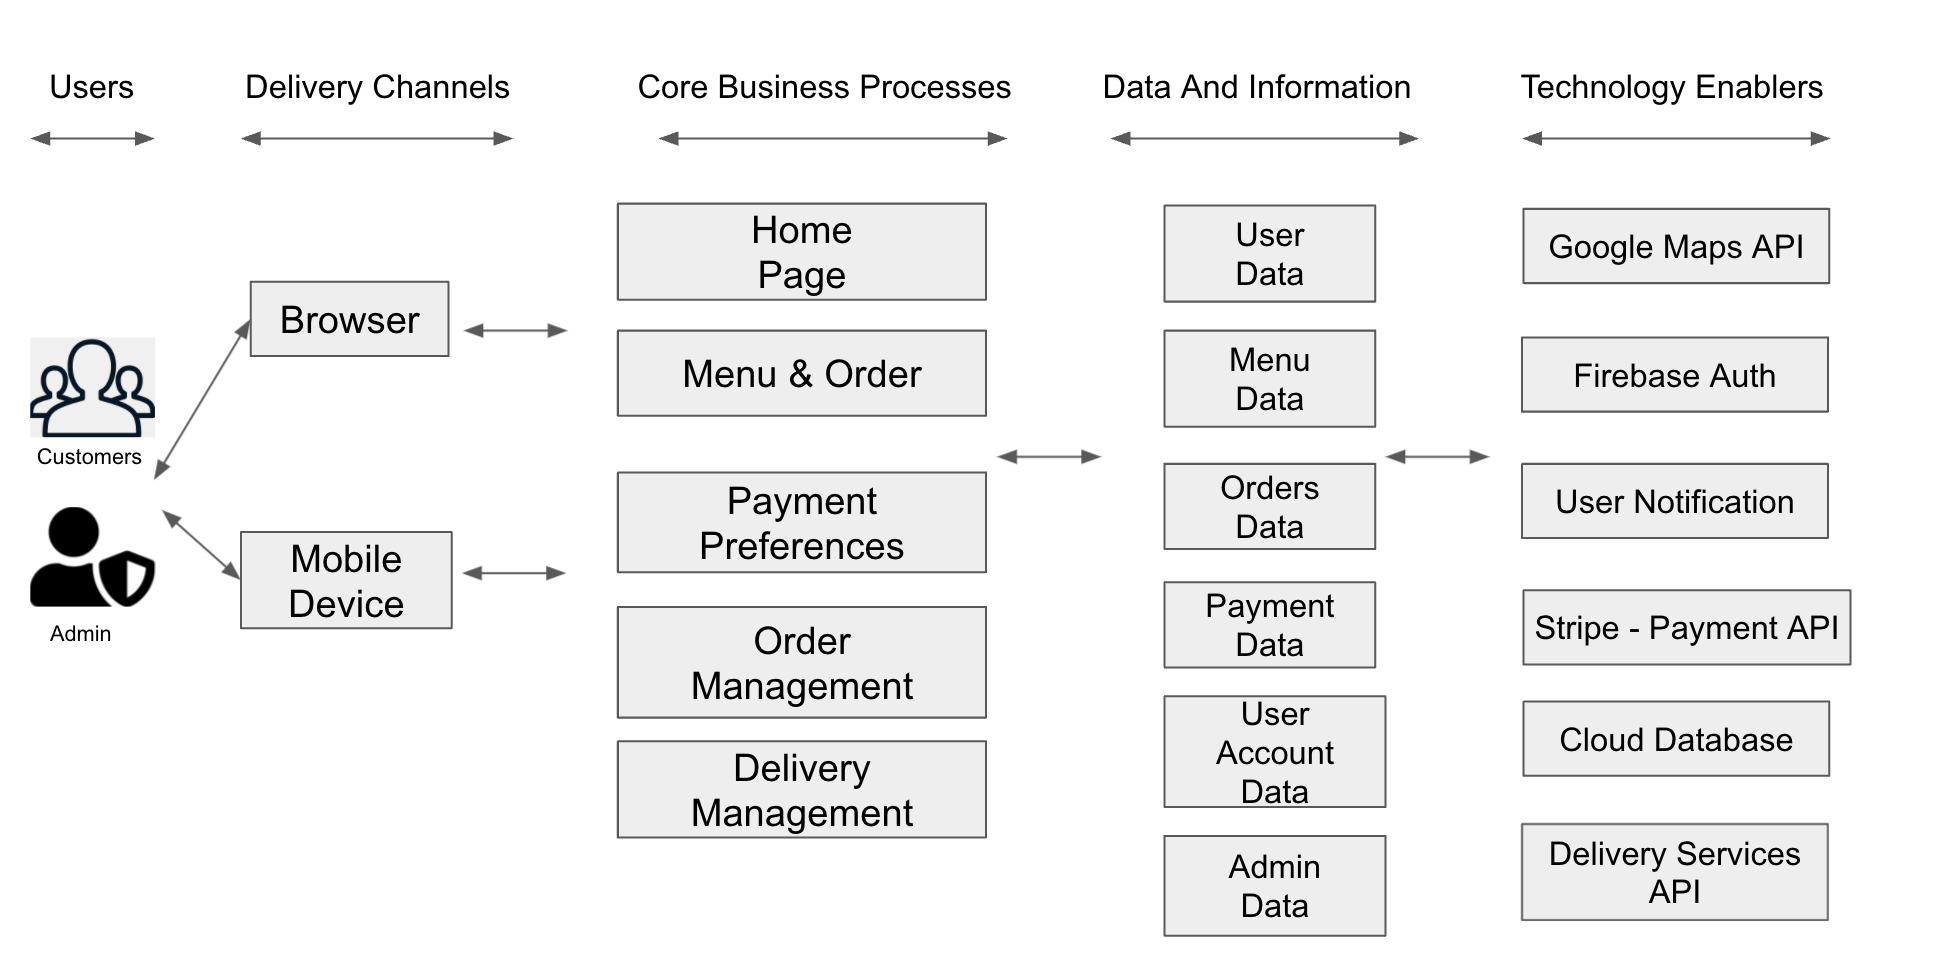 Users
Delivery Channels
Core Business Processes
Data And Information
Technology Enablers
Customers
Admin
Browser
Mobile
Device
Home
Page
Menu & Order
Payment
Preferences
Order
Management
Delivery
Management
User
Data
Menu
Data
Orders
Data
Payment
Data
User
Account
Data
Admin
Data
Google Maps API
Firebase Auth
User Notification
Stripe - Payment API
Cloud Database
Delivery Services
API